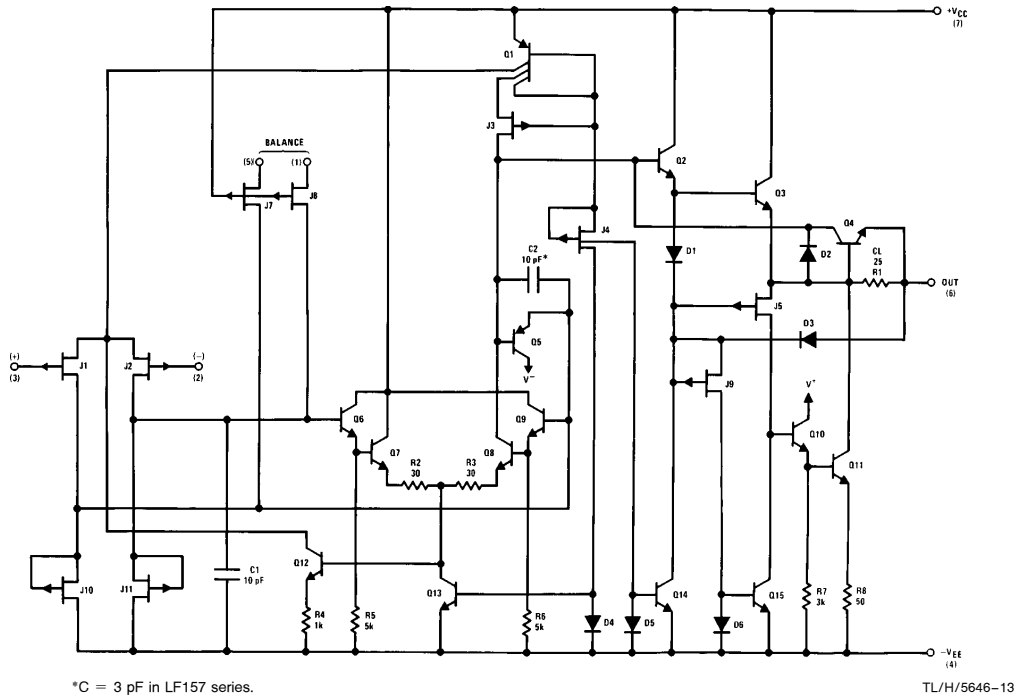 +VCC
(7)
Q1
J3
BALANCE
(5)
(1)
J7
J8
Q2
Q3
J4
Q4
C2
10 pF*
D1
D2
CL
25
R1
OUT
(6)
J5
(+)
(3)
J1
J2
(−)
(2)
Q5
V−
D3
J9
V+
Q6
Q9
Q7
R2
30
R3
30
Q8
Q10
Q11
Q12
C1
10 pF
J10
J11
Q13
Q14
Q15
R4
1k
R5
5k
R6
5k
D4
D5
D6
R7
3k
R8
50
−VEE
(4)
*C = 3 pF in LF157 series.
TL/H/5646–13